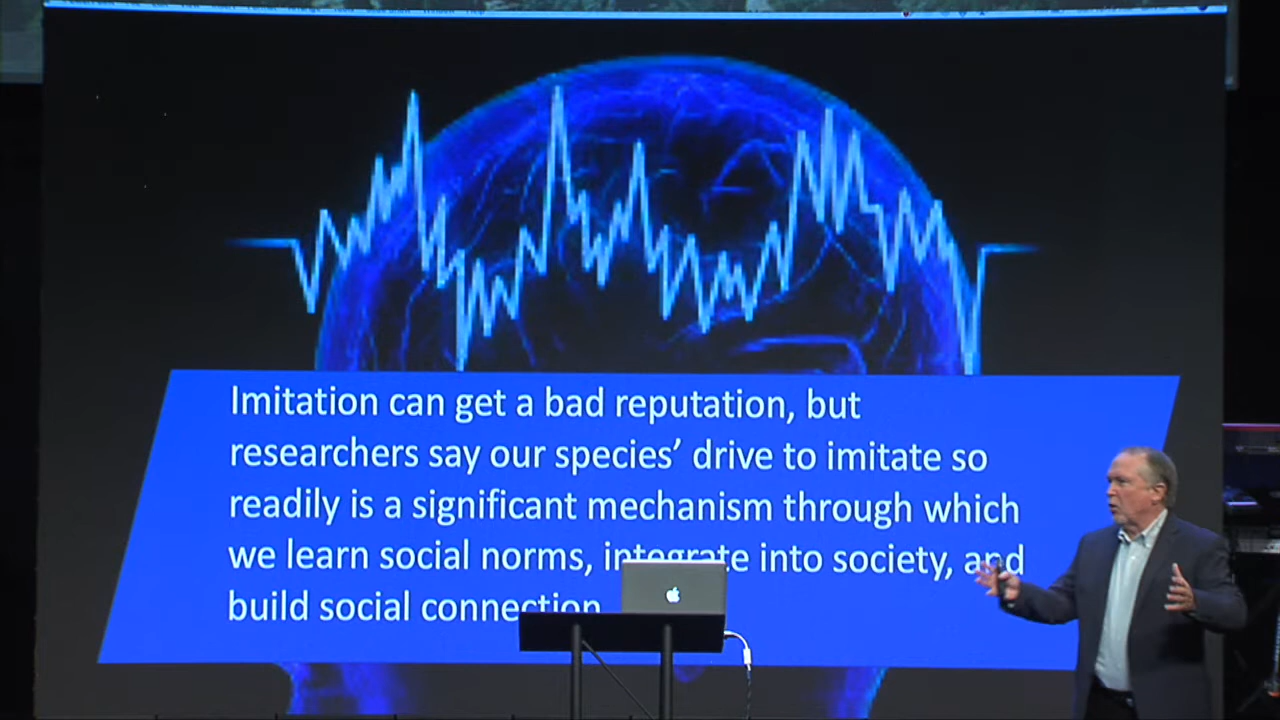 Imitation can get a bad reputation, but
researchers say our species’ drive to imitate so
readily is a significant mechanism through which
we learn social norms, integrate into society, and
build social connection